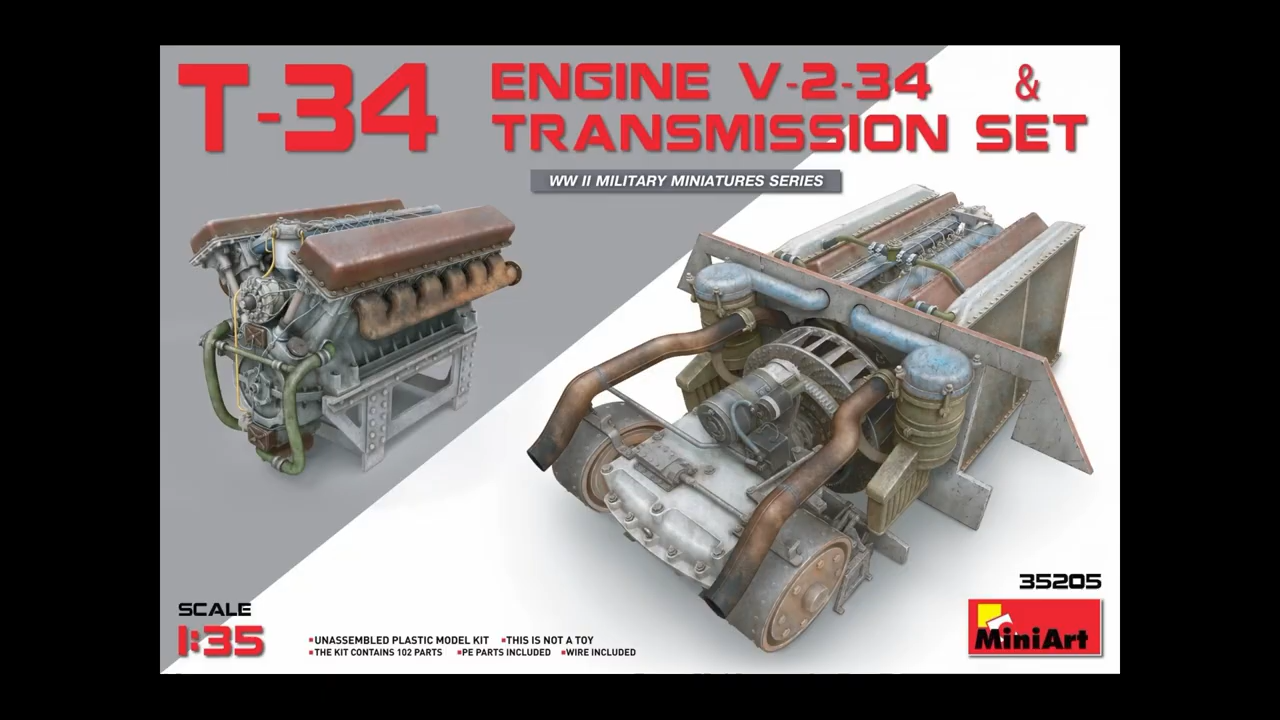 T-34
ENGINE V-2-34 &
TRANSMISSION SET
WW II MILITARY MINIATURES SERIES
35205
MiniArt
SCALE
1:35
▪UNASSEMBLED PLASTIC MODEL KIT ▪THIS IS NOT A TOY
▪THE KIT CONTAINS 102 PARTS ▪PE PARTS INCLUDED ▪WIRE INCLUDED